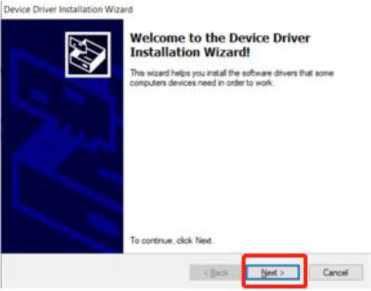 Device Driver Installation Wizard
Welcome to the Device Driver
Installation Wizard!
This wizard helps you install the software drivers that some
computers devices need in order to work.
To continue, click Next.
< Back
Next >
Cancel